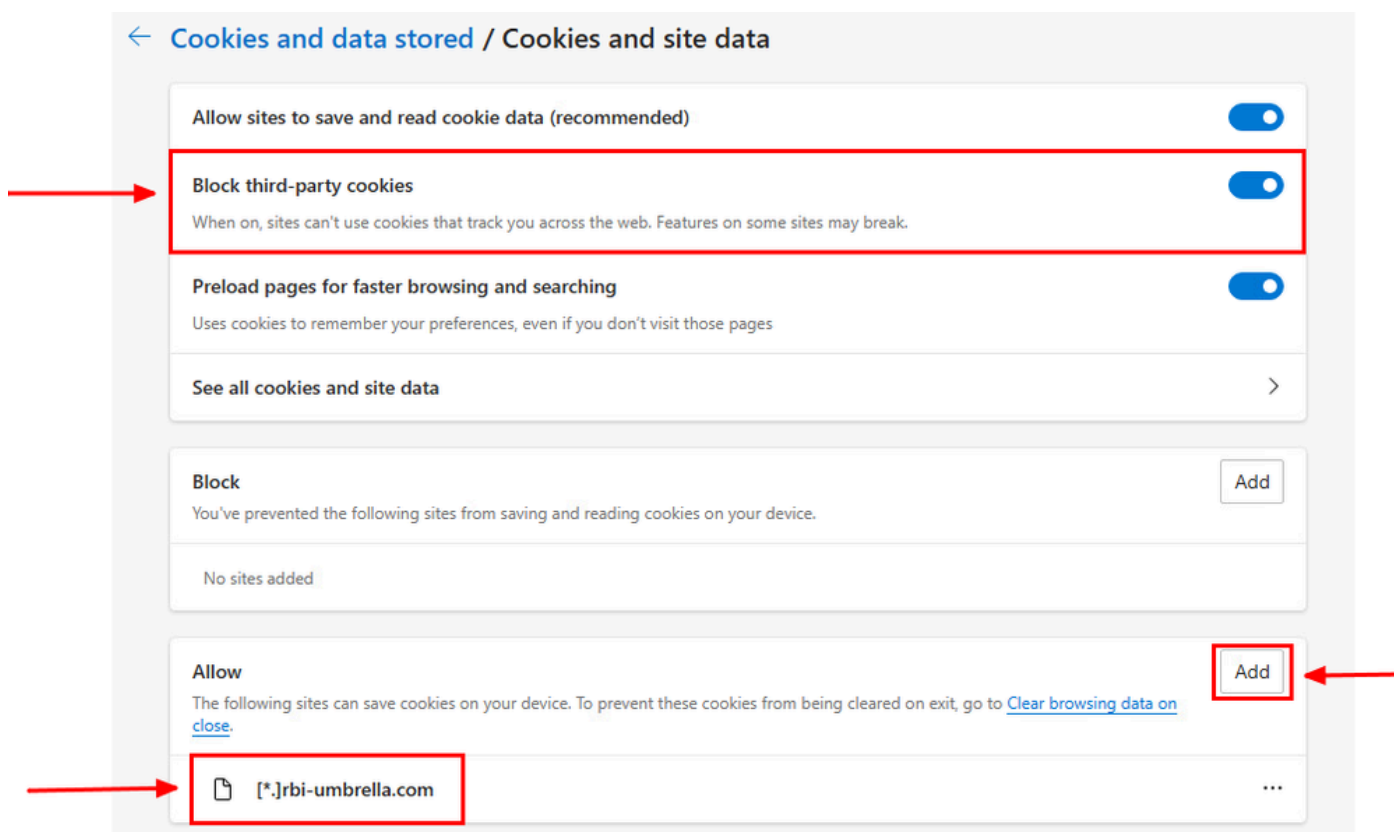 Cookies and data stored / Cookies and site data
Allow sites to save and read cookie data (recommended)
Block third-party cookies
When on, sites can't use cookies that track you across the web. Features on some sites may break.
Preload pages for faster browsing and searching
Uses cookies to remember your preferences, even if you don't visit those pages
See all cookies and site data
Block
Add
You've prevented the following sites from saving and reading cookies on your device.
No sites added
Allow
Add
The following sites can save cookies on your device. To prevent these cookies from being cleared on exit, go to Clear browsing data on
close.
[*.]rbi-umbrella.com